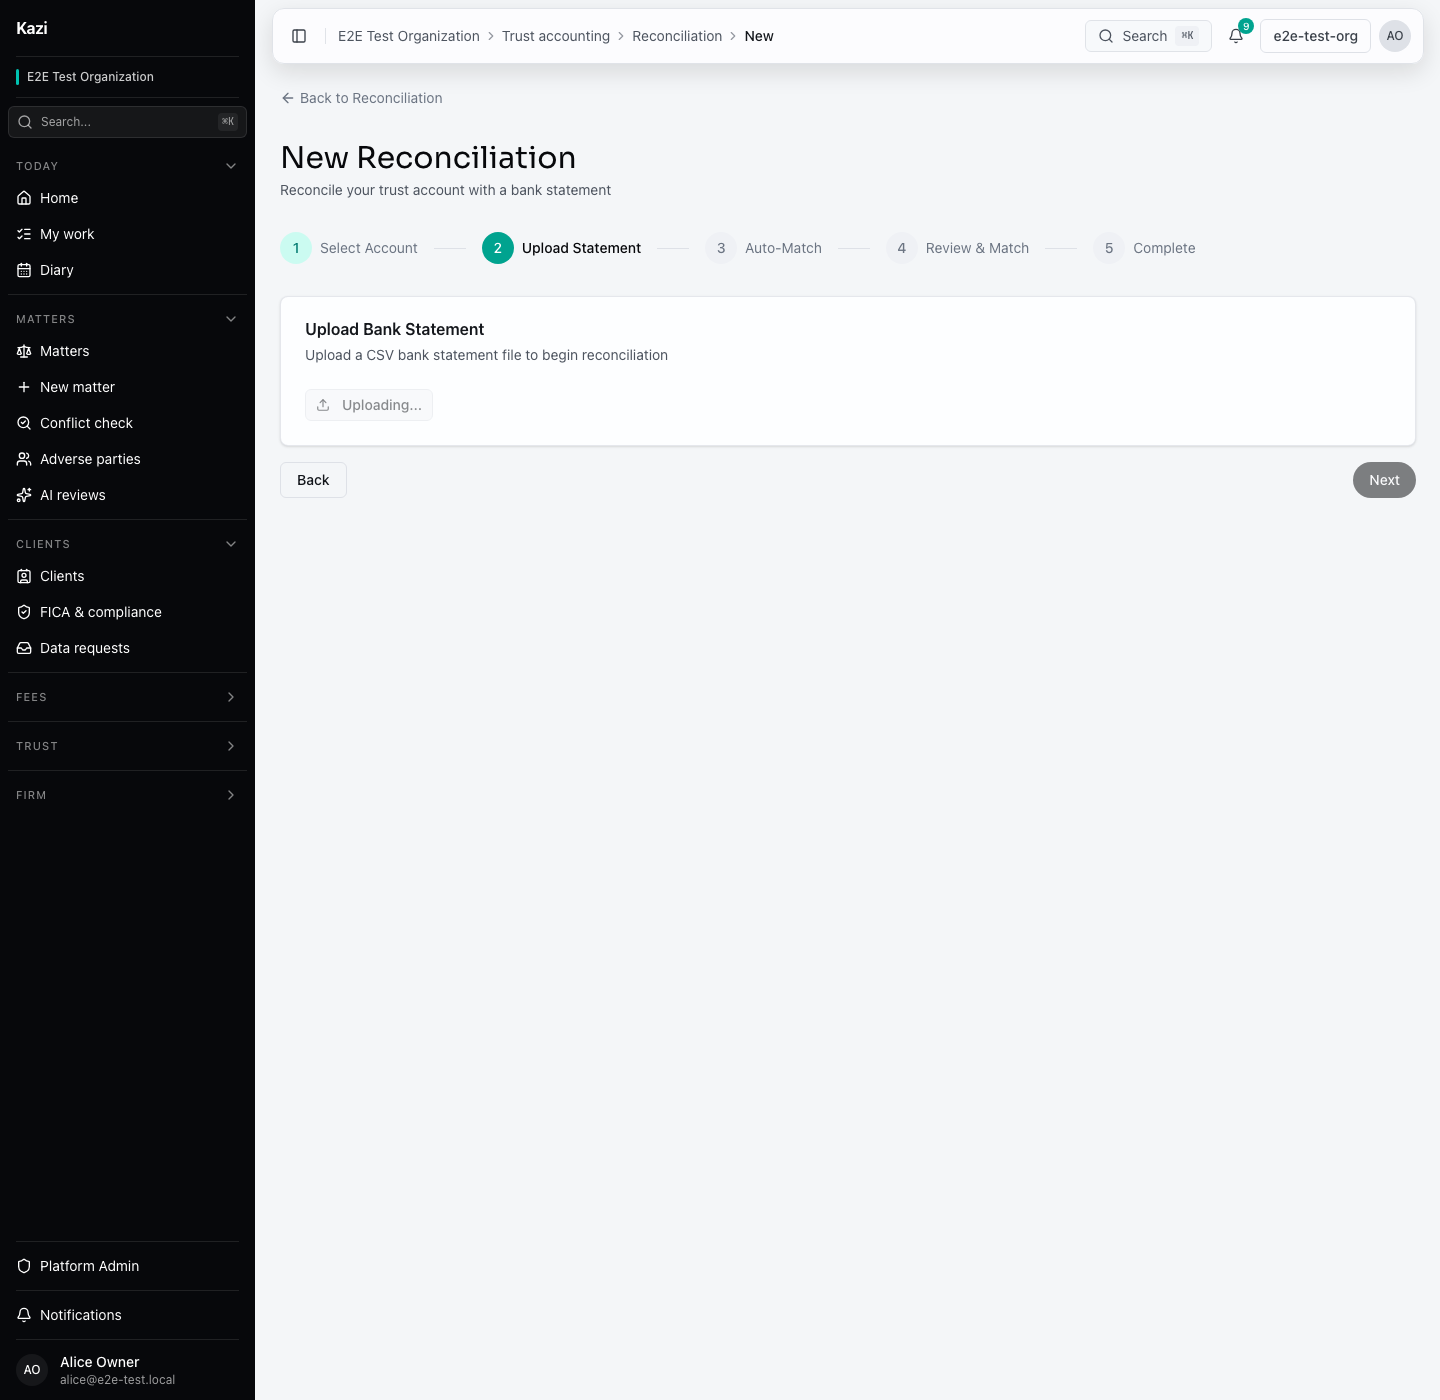 Kazi
E2E Test Organization
Search...
⌘K
TODAY
Home
My work
Diary
MATTERS
Matters
New matter
Conflict check
Adverse parties
AI reviews
CLIENTS
Clients
FICA & compliance
Data requests
FEES
TRUST
FIRM
Platform Admin
Notifications
AO
Alice Owner
alice@e2e-test.local
E2E Test Organization
Trust accounting
Reconciliation
New
Search
⌘K
9
e2e-test-org
AO
Back to Reconciliation
New Reconciliation
Reconcile your trust account with a bank statement
1 Select Account
2 Upload Statement
3 Auto-Match
4 Review & Match
5 Complete
Upload Bank Statement
Upload a CSV bank statement file to begin reconciliation
Uploading...
Back
Next